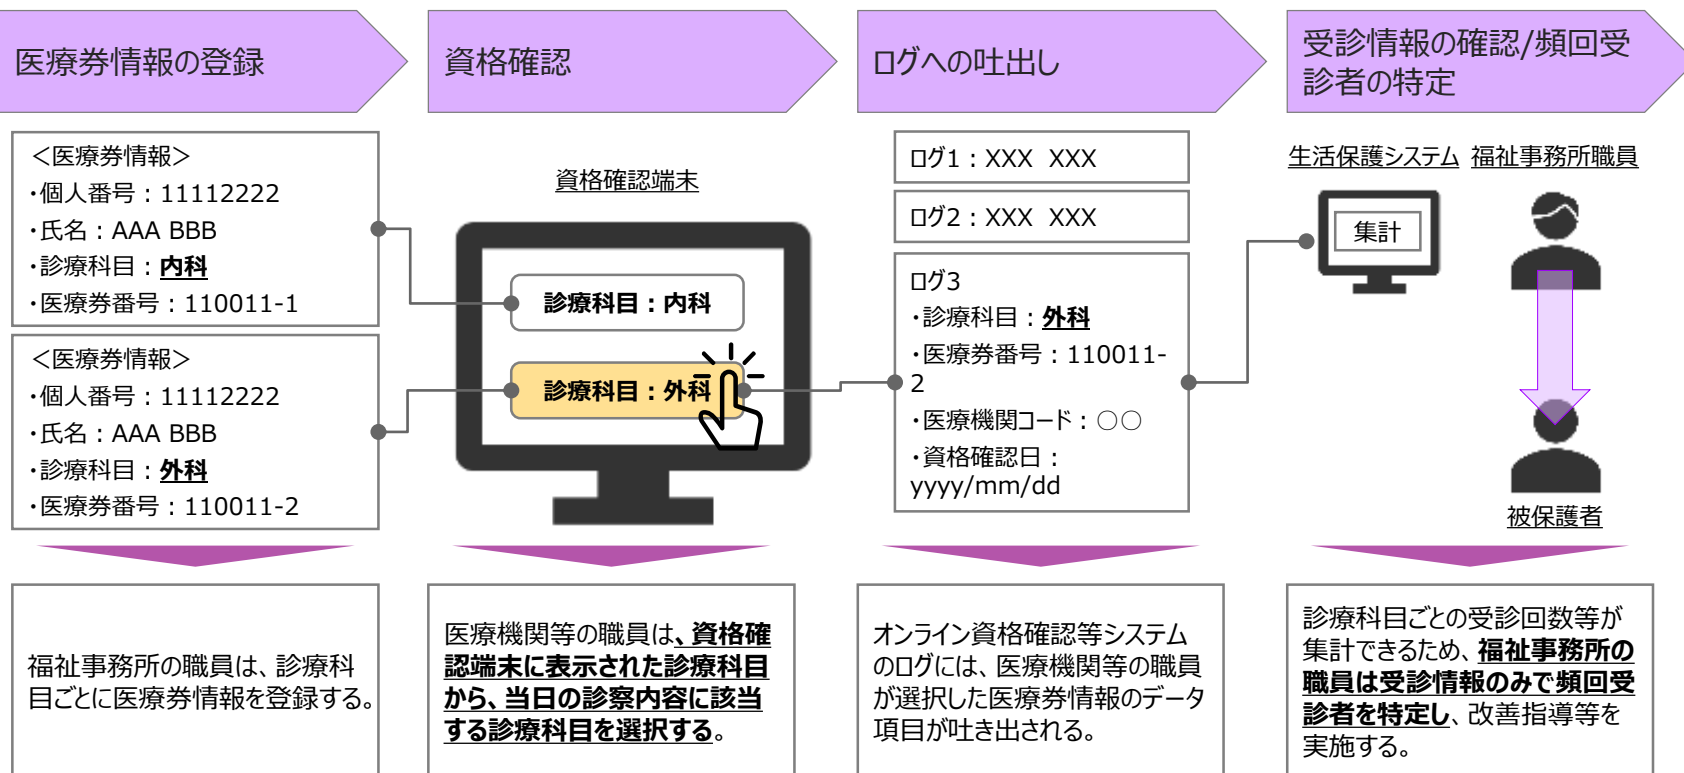 医療券情報の登録
資格確認
ログへの吐出し
受診情報の確認/頻回受
診者の特定
＜医療券情報＞
・個人番号：11112222
・氏名：AAA BBB
・診療科目：内科
・医療券番号：110011-1
＜医療券情報＞
・個人番号：11112222
・氏名：AAA BBB
・診療科目：外科
・医療券番号：110011-2
資格確認端末
診療科目：内科
診療科目：外科
ログ1：XXX XXX
ログ2：XXX XXX
ログ3
・診療科目：外科
・医療券番号：110011-
2
・医療機関コード：○○
・資格確認日：
yyyy/mm/dd
生活保護システム
福祉事務所職員
集計
被保護者
福祉事務所の職員は、診療科
目ごとに医療券情報を登録する。
医療機関等の職員は、資格確
認端末に表示された診療科目
から、当日の診察内容に該当
する診療科目を選択する。
オンライン資格確認等システム
のログには、医療機関等の職員
が選択した医療券情報のデータ
項目が吐き出される。
診療科目ごとの受診回数等が
集計できるため、福祉事務所の
職員は受診情報のみで頻回受
診者を特定し、改善指導等を
実施する。